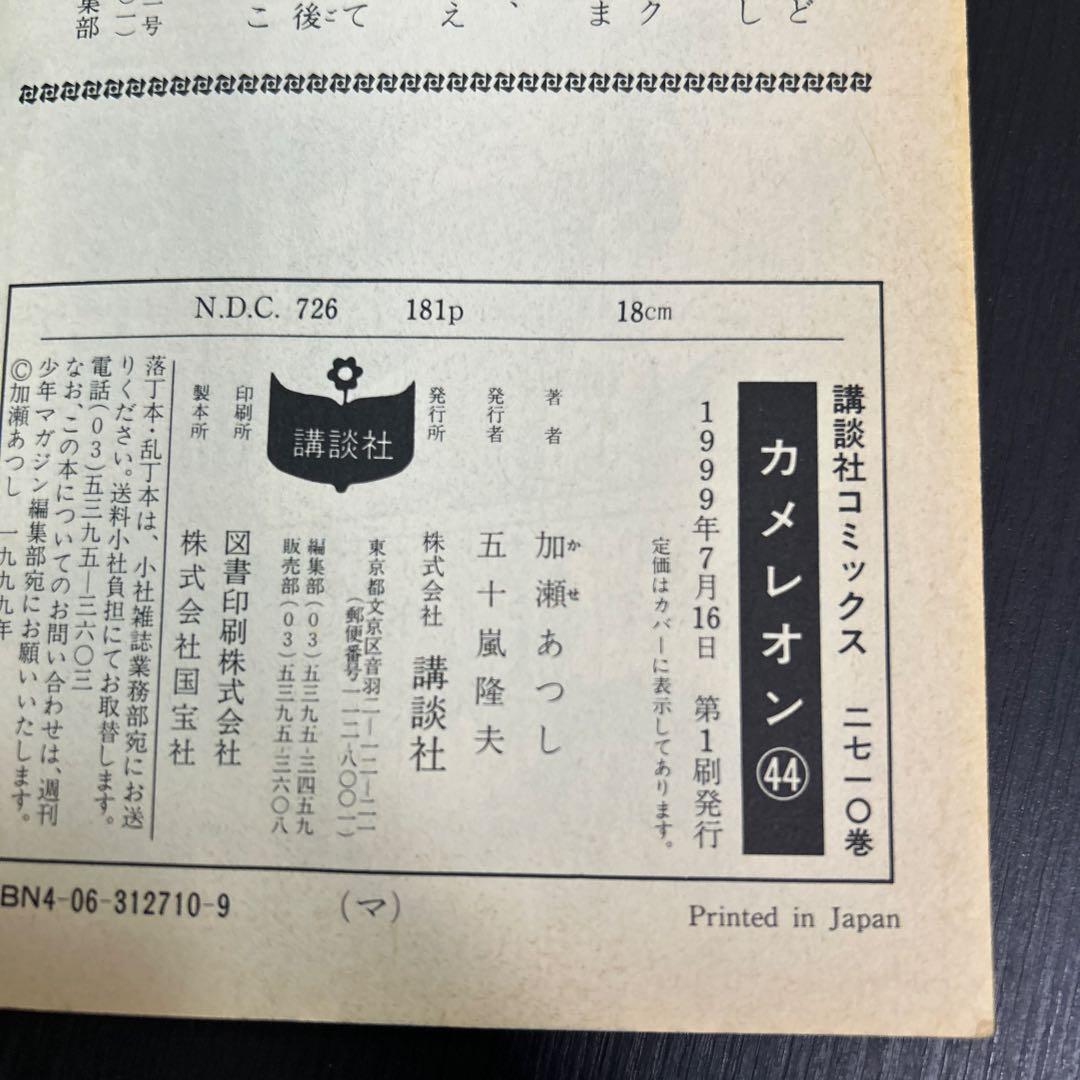 ど
し
ク
ま
、
え
て
後ご
こ
二号
〇一)
集部
N.D.C. 726 181p 18cm
講談社コミックス 二七一〇巻
カメレオン㊹
1999年7月16日 第1刷発行
定価はカバーに表示してあります。
著者 加瀬あつし
かせ
発行者 五十嵐隆夫
発行所 株式会社 講談社
東京都文京区音羽二-一二-二一
(郵便番号一一二-八〇〇一)
編集部(03)五三九五-三四五九
販売部(03)五三九五-三六〇八
講談社
印刷所 図書印刷株式会社
製本所 株式会社国宝社
落丁本・乱丁本は、小社雑誌業務部宛にお送
りください。送料小社負担にてお取替します。
電話(03)五三九五-三六〇三
なお、この本についてのお問い合わせは、週刊
少年マガジン編集部宛にお願いいたします。
©加瀬あつし 一九九九年
BN4-06-312710-9 (マ) Printed in Japan